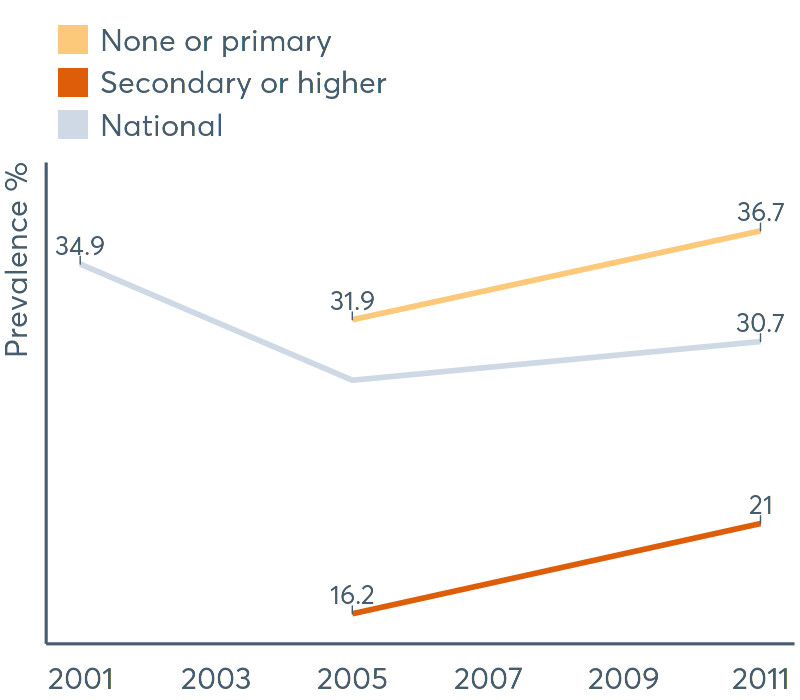 None or primary
Secondary or higher
National
Prevalence %
34.9
31.9
36.7
30.7
16.2
21
2001 2003 2005 2007 2009 2011